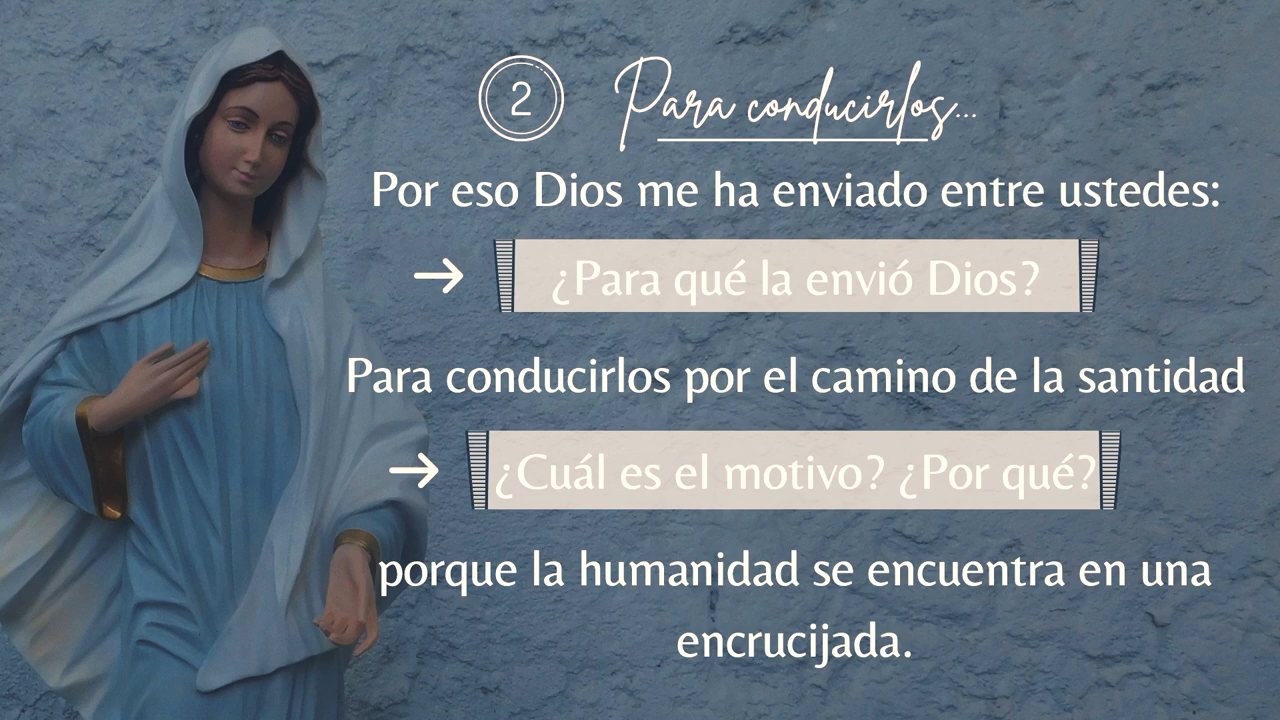 2 Para conducirlos...
Por eso Dios me ha enviado entre ustedes:
→ ¿Para qué la envió Dios?
Para conducirlos por el camino de la santidad
→ ¿Cuál es el motivo? ¿Por qué?
porque la humanidad se encuentra en una
encrucijada.